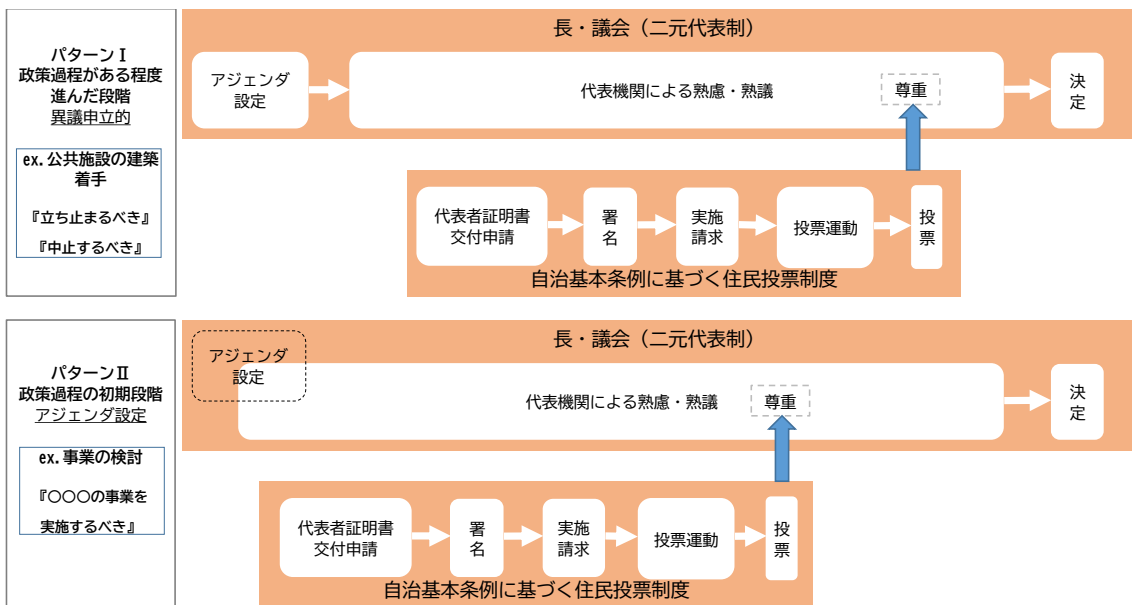 パターンⅠ
政策過程がある程度
進んだ段階
異議申立的
ex.公共施設の建築
着手
『立ち止まるべき』
『中止するべき』
長・議会（二元代表制）
アジェンダ
設定
代表機関による熟慮・熟議
尊重
決
定
代表者証明書
交付申請
署
名
実施
請求
投票運動
投
票
自治基本条例に基づく住民投票制度
パターンⅡ
政策過程の初期段階
アジェンダ設定
ex.事業の検討
『○○○の事業を
実施するべき』
長・議会（二元代表制）
アジェンダ
設定
代表機関による熟慮・熟議
尊重
決
定
代表者証明書
交付申請
署
名
実施
請求
投票運動
投
票
自治基本条例に基づく住民投票制度